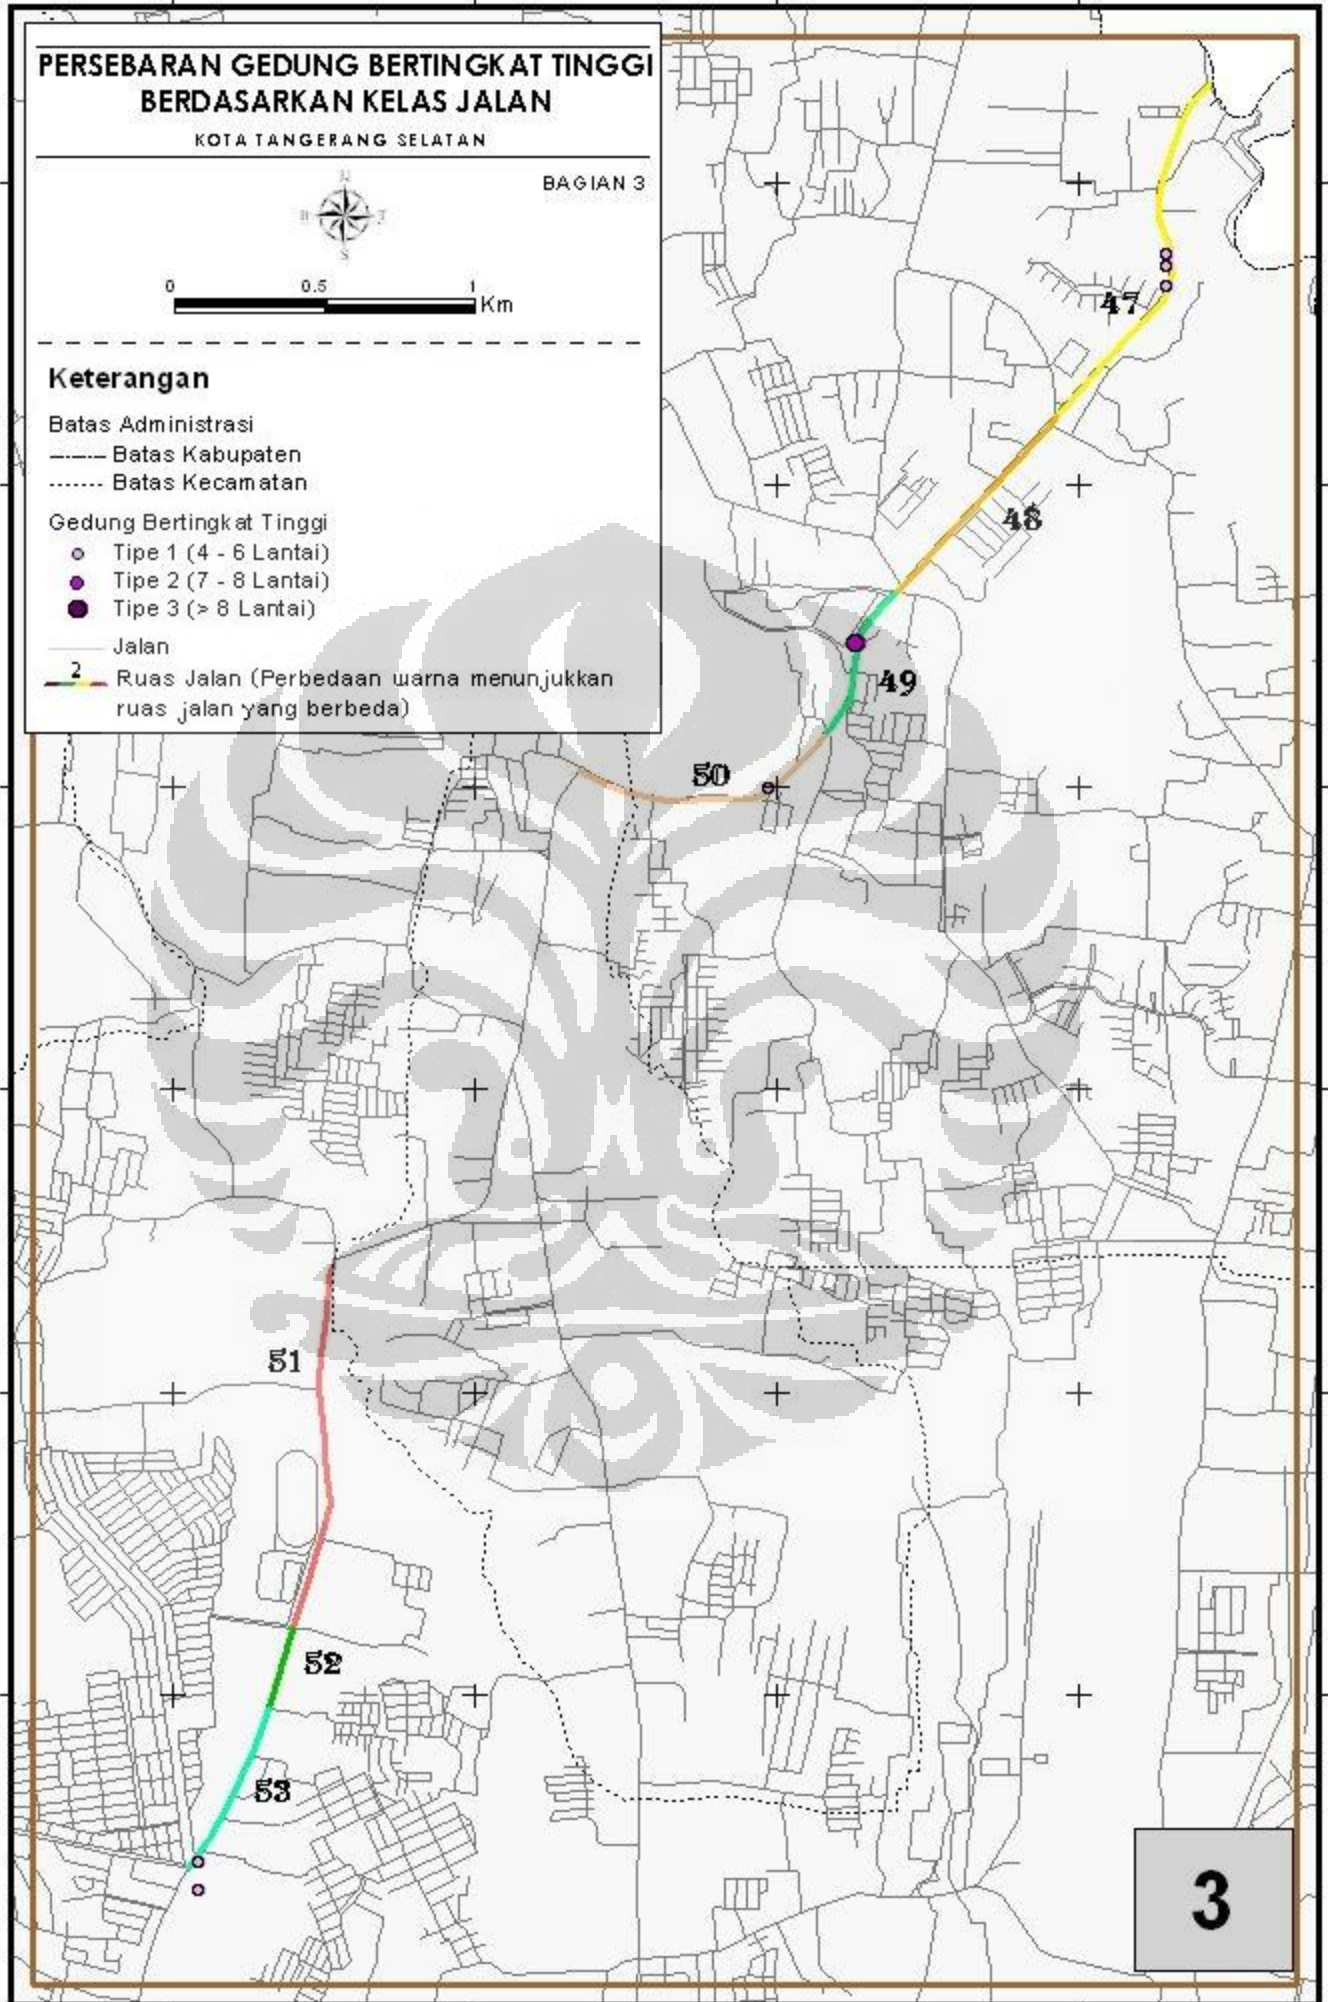 PERSEBARAN GEDUNG BERTINGKAT TINGGI
BERDASARKAN KELAS JALAN
KOTA TANGERANG SELATAN
BAGIAN 3
U
B T
S
0 0.5 1
Km
Keterangan
Batas Administrasi
Batas Kabupaten
Batas Kecamatan
Gedung Bertingkat Tinggi
Tipe 1 (4 - 6 Lantai)
Tipe 2 (7 - 8 Lantai)
Tipe 3 (> 8 Lantai)
Jalan
2 Ruas Jalan (Perbedaan warna menunjukkan
ruas jalan yang berbeda)
47
48
49
50
51
52
53
3